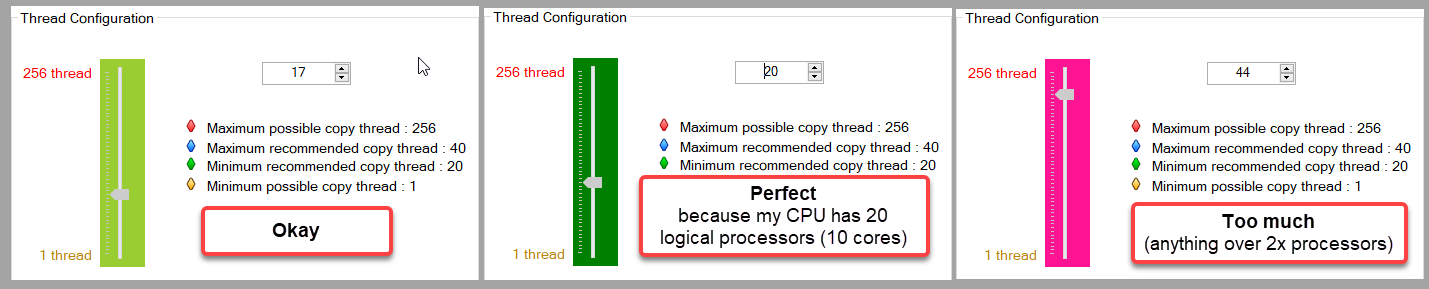 Thread Configuration
256 thread
17
Maximum possible copy thread : 256
Maximum recommended copy thread : 40
Minimum recommended copy thread : 20
Minimum possible copy thread : 1
Okay
1 thread
Thread Configuration
256 thread
20
Maximum possible copy thread : 256
Maximum recommended copy thread : 40
Minimum recommended copy thread : 20
Perfect
because my CPU has 20
logical processors (10 cores)
1 thread
Thread Configuration
256 thread
44
Maximum possible copy thread : 256
Maximum recommended copy thread : 40
Minimum recommended copy thread : 20
Minimum possible copy thread : 1
Too much
(anything over 2x processors)
1 thread